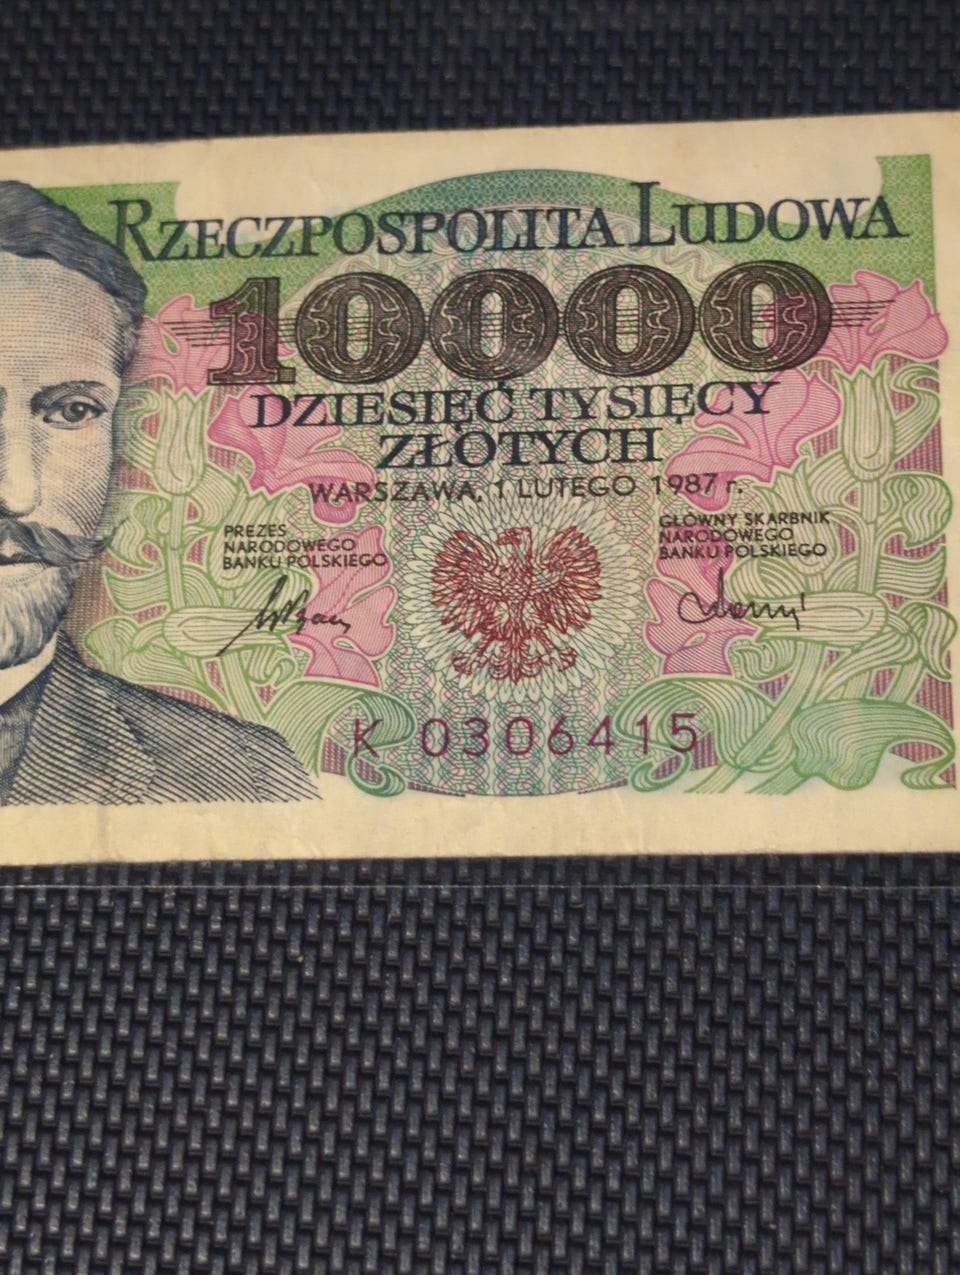 RZECZPOSPOLITA LUDOWA
10000
DZIESIĘĆ TYSIĘCY
ZŁOTYCH
WARSZAWA, 1 LUTEGO 1987 r.
PREZES
NARODOWEGO
BANKU POLSKIEGO
GŁÓWNY SKARBNIK
NARODOWEGO
BANKU POLSKIEGO
K 0306415